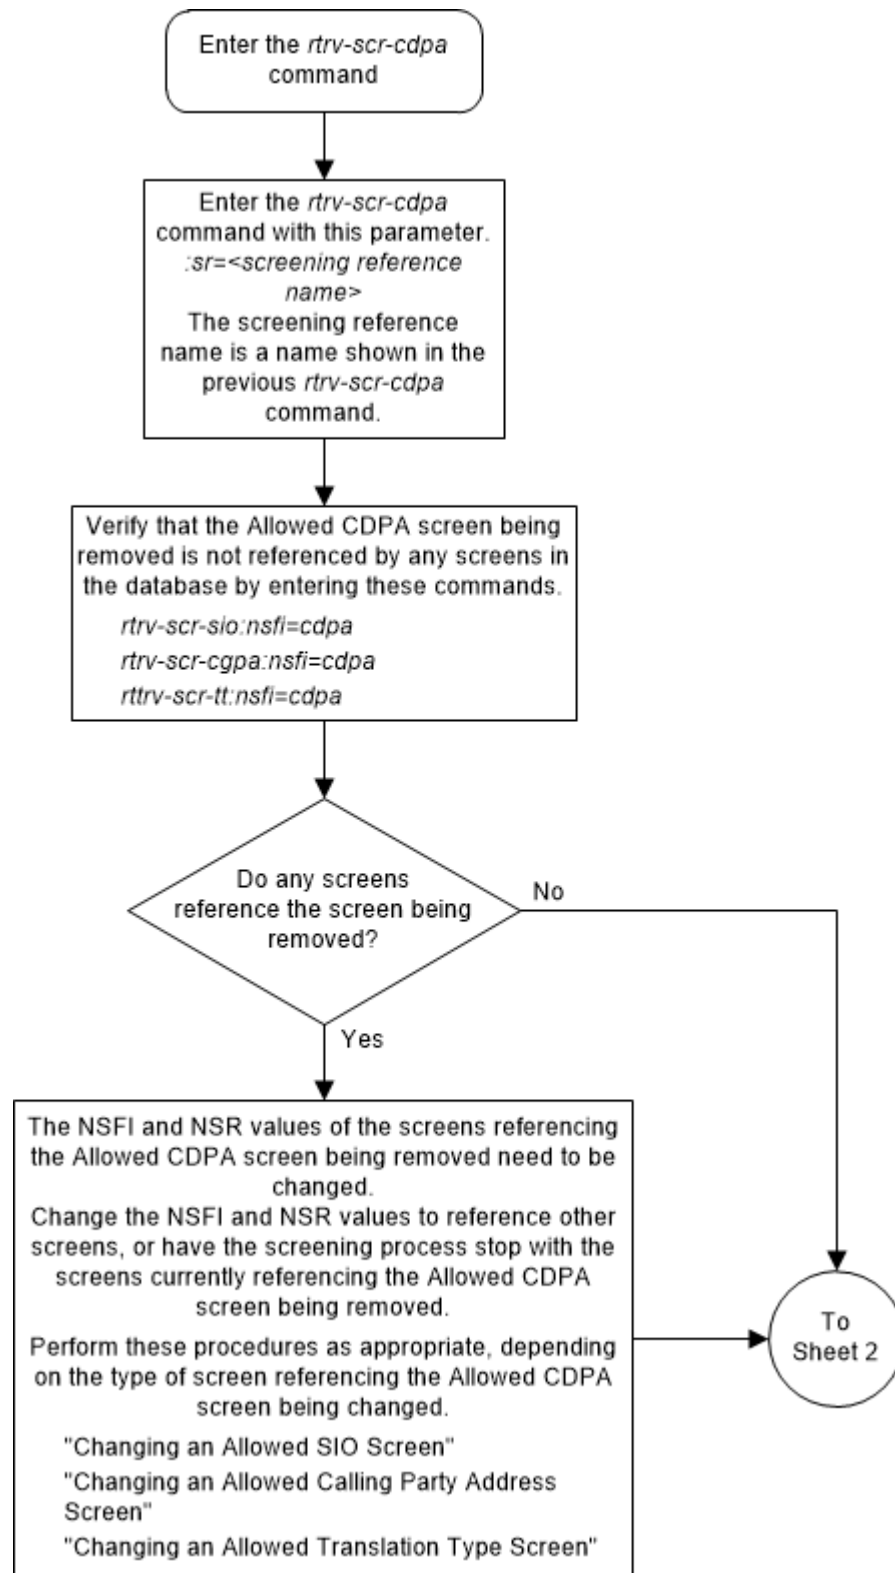 Enter the rtrv-scr-cdpa
command
Enter the rtrv-scr-cdpa
command with this parameter.
:sr=<screening reference
name>
The screening reference
name is a name shown in the
previous rtrv-scr-cdpa
command.
Verify that the Allowed CDPA screen being
removed is not referenced by any screens in
the database by entering these commands.
rtrv-scr-sio:nsfi=cdpa
rtrv-scr-cgpa:nsfi=cdpa
rttrv-scr-tt:nsfi=cdpa
Do any screens
reference the screen being
removed?
No
Yes
The NSFI and NSR values of the screens referencing
the Allowed CDPA screen being removed need to be
changed.
Change the NSFI and NSR values to reference other
screens, or have the screening process stop with the
screens currently referencing the Allowed CDPA
screen being removed.
Perform these procedures as appropriate, depending
on the type of screen referencing the Allowed CDPA
screen being changed.
"Changing an Allowed SIO Screen"
"Changing an Allowed Calling Party Address
Screen"
"Changing an Allowed Translation Type Screen"
To
Sheet 2